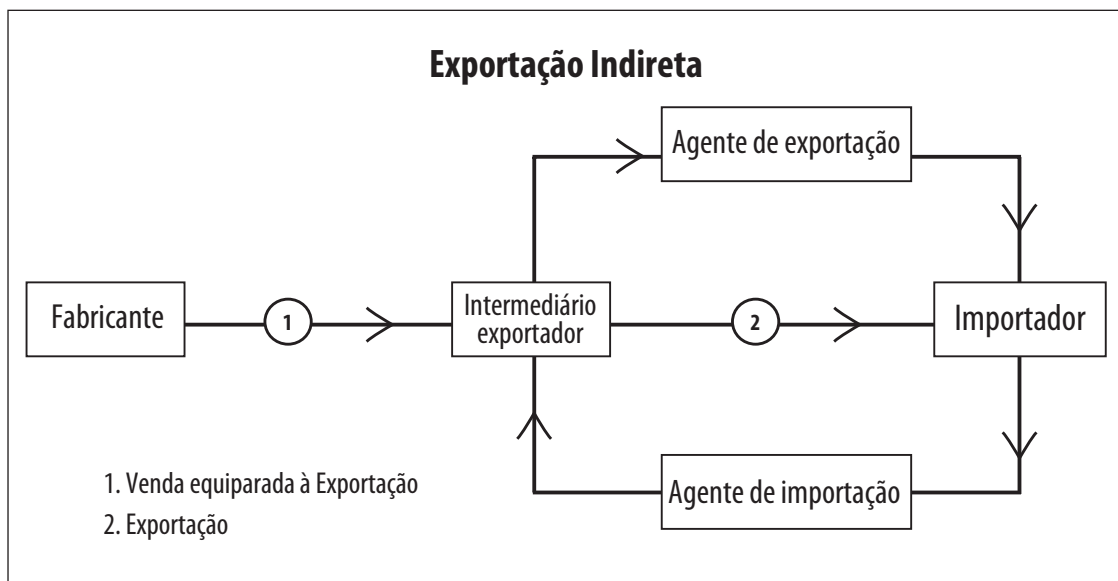 Exportação Indireta
Agente de exportação
Fabricante
1
Intermediário
exportador
2
Importador
Agente de importação
1. Venda equiparada à Exportação
2. Exportação